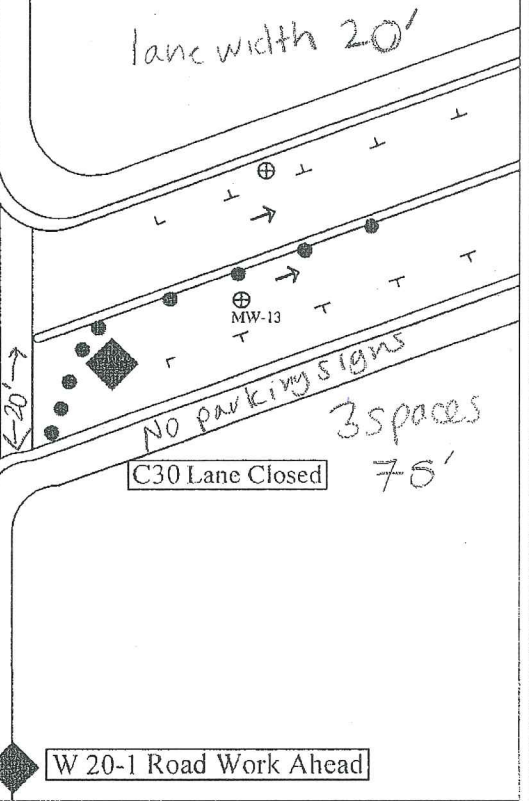 lane width 20'
MW-13
20'
No parking signs
3 spaces
75'
C30 Lane Closed
W 20-1 Road Work Ahead